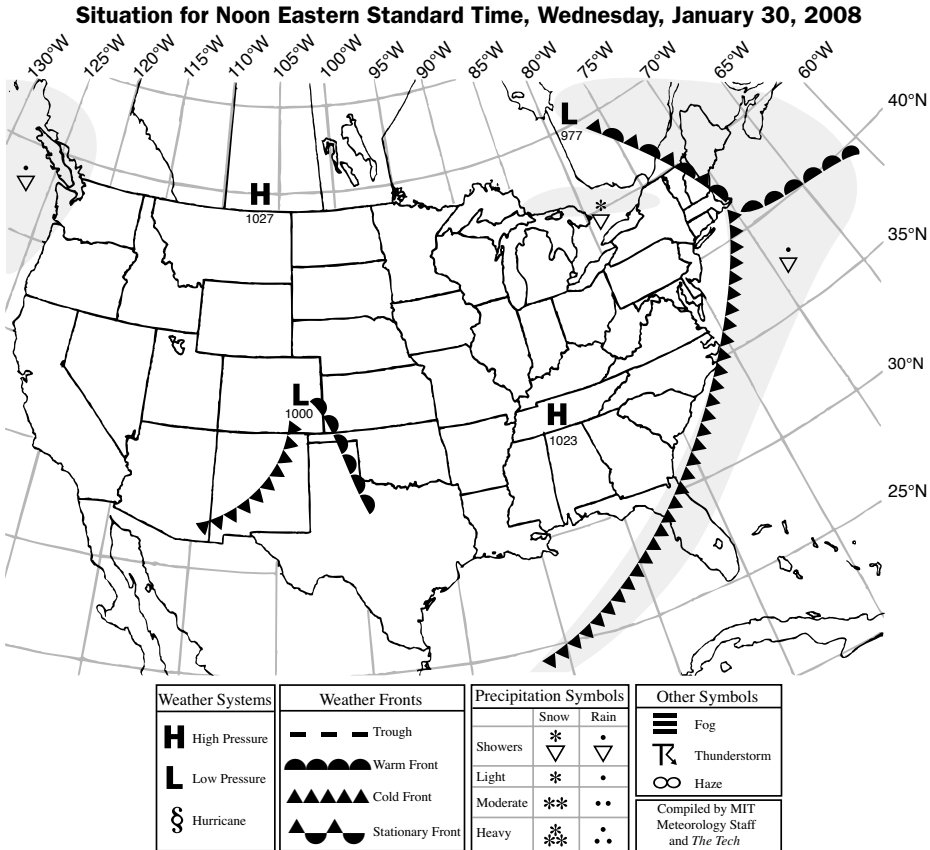 Situation for Noon Eastern Standard Time, Wednesday, January 30, 2008
130°W 125°W 120°W 115°W 110°W 105°W 100°W 95°W 90°W 85°W 80°W 75°W 70°W 65°W 60°W
40°N
L
977
H
1027
35°N
30°N
L
1000
H
1023
25°N
Weather Systems
H High Pressure
L Low Pressure
§ Hurricane
Weather Fronts
Trough
Warm Front
Cold Front
Stationary Front
Precipitation Symbols
Snow Rain
Showers
Light
Moderate
Heavy
Other Symbols
Fog
Thunderstorm
Haze
Compiled by MIT
Meteorology Staff
and The Tech